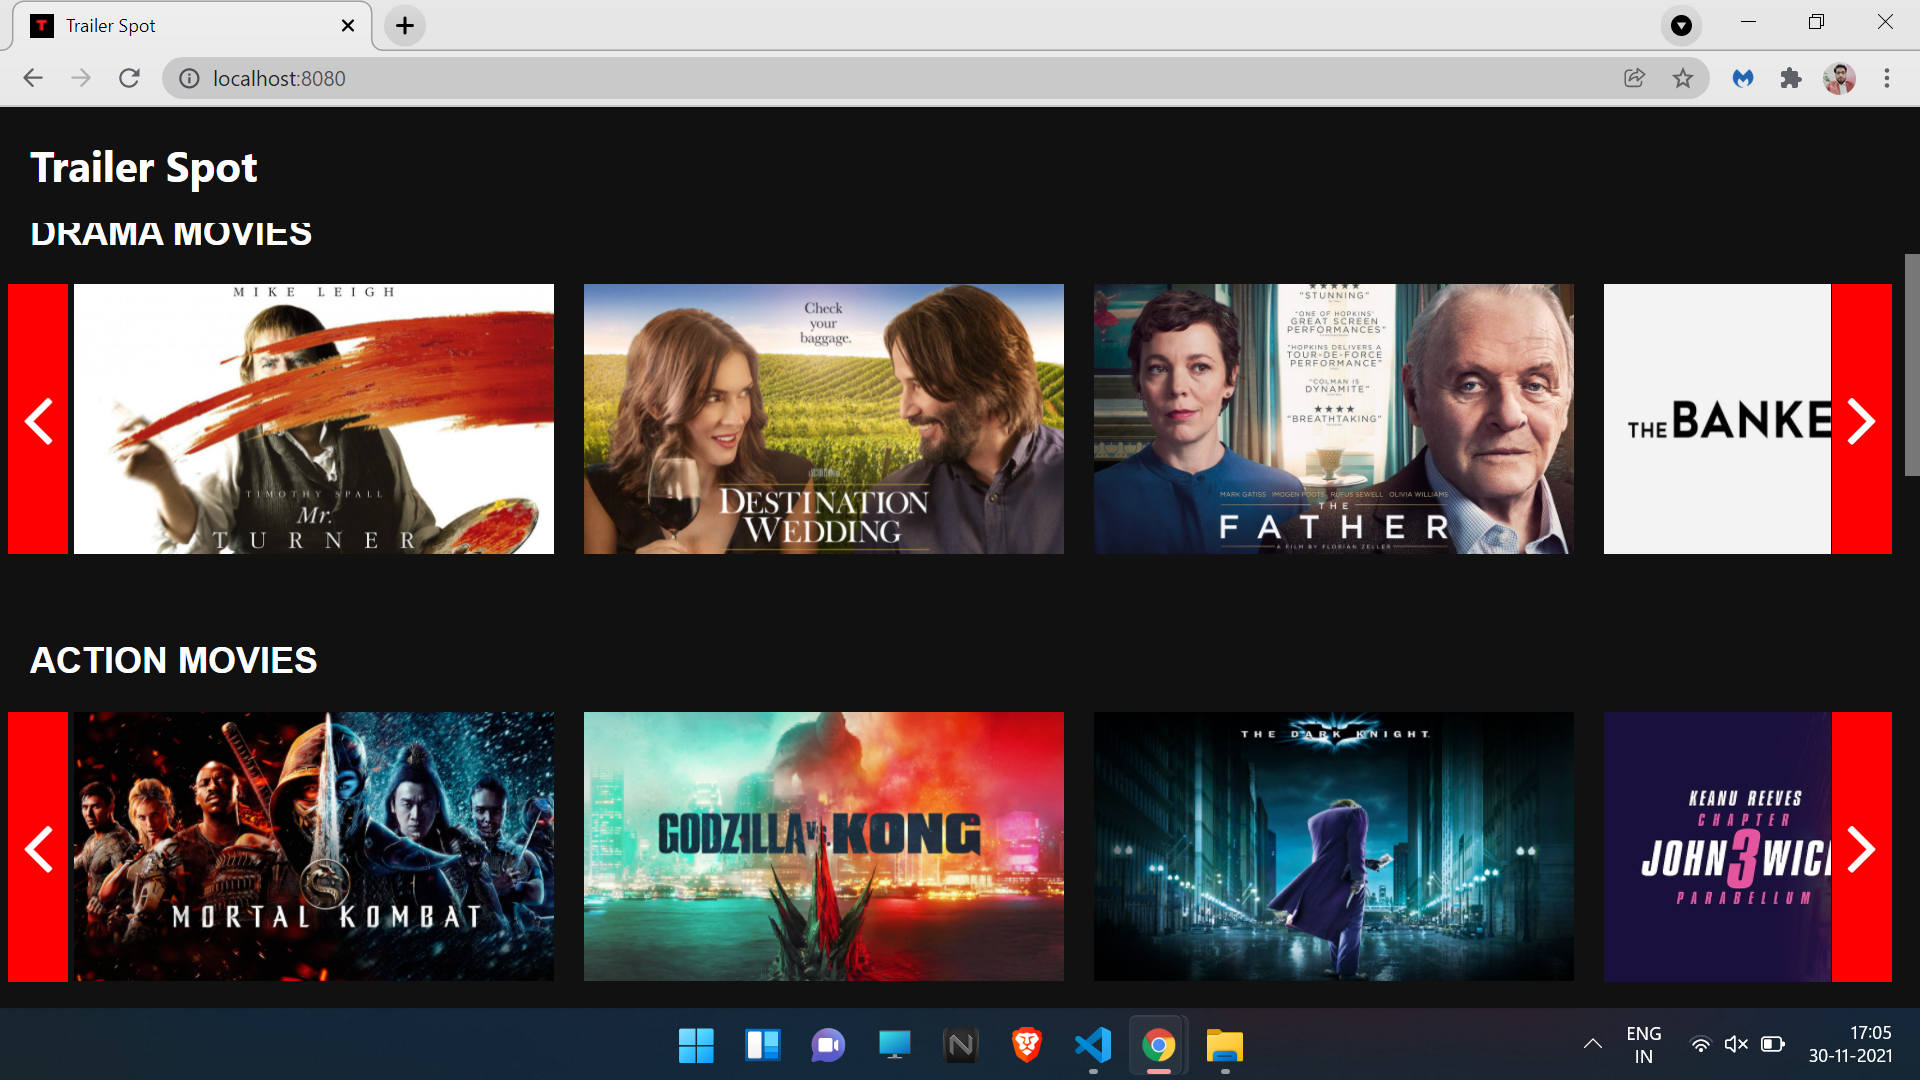 Trailer Spot
localhost:8080
Trailer Spot
DRAMA MOVIES
MIKE LEIGH
TIMOTHY SPALL
Mr.
TURNER
Check
your
baggage.
DESTINATION
WEDDING
"STUNNING"
"ONE OF HOPKINS'
GREAT SCREEN
PERFORMANCES"
"HOPKINS DELIVERS A
TOUR-DE-FORCE
PERFORMANCE"
"COLMAN IS
DYNAMITE"
"BREATHTAKING"
MARK GATISS IMOGEN POOTS RUFUS SEWELL OLIVIA WILLIAMS
THE
FATHER
A FILM BY FLORIAN ZELLER
THE BANKE
ACTION MOVIES
MORTAL KOMBAT
GODZILLA vs. KONG
THE DARK KNIGHT
KEANU REEVES
CHAPTER
JOHN 3 WICK
PARABELLUM
ENG
IN
17:05
30-11-2021